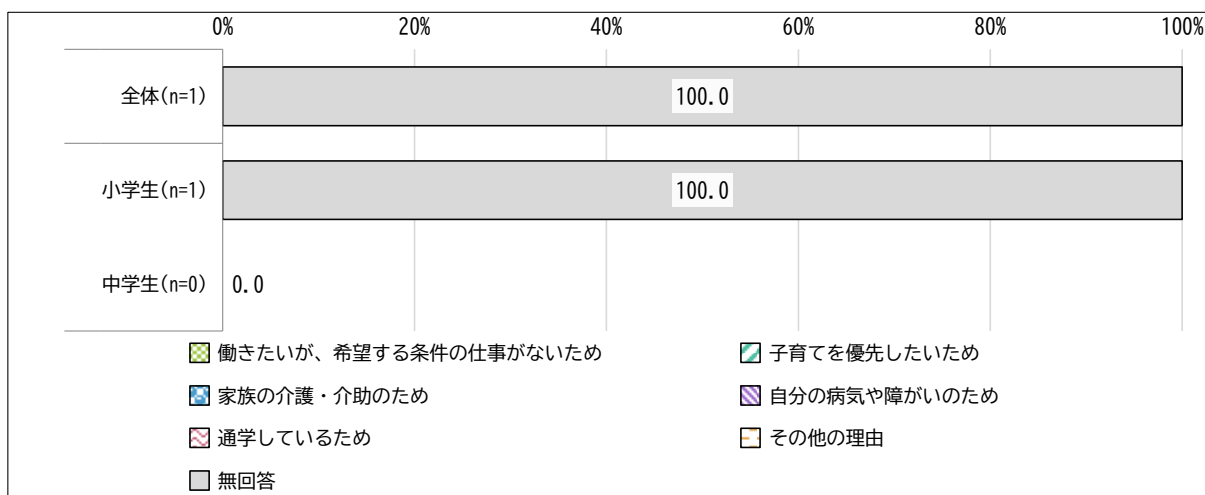 0% 20% 40% 60% 80% 100%
全体(n=1) 100.0
小学生(n=1) 100.0
中学生(n=0) 0.0
働きたいが、希望する条件の仕事がないため 子育てを優先したいため
家族の介護・介助のため 自分の病気や障がいのため
通学しているため その他の理由
無回答